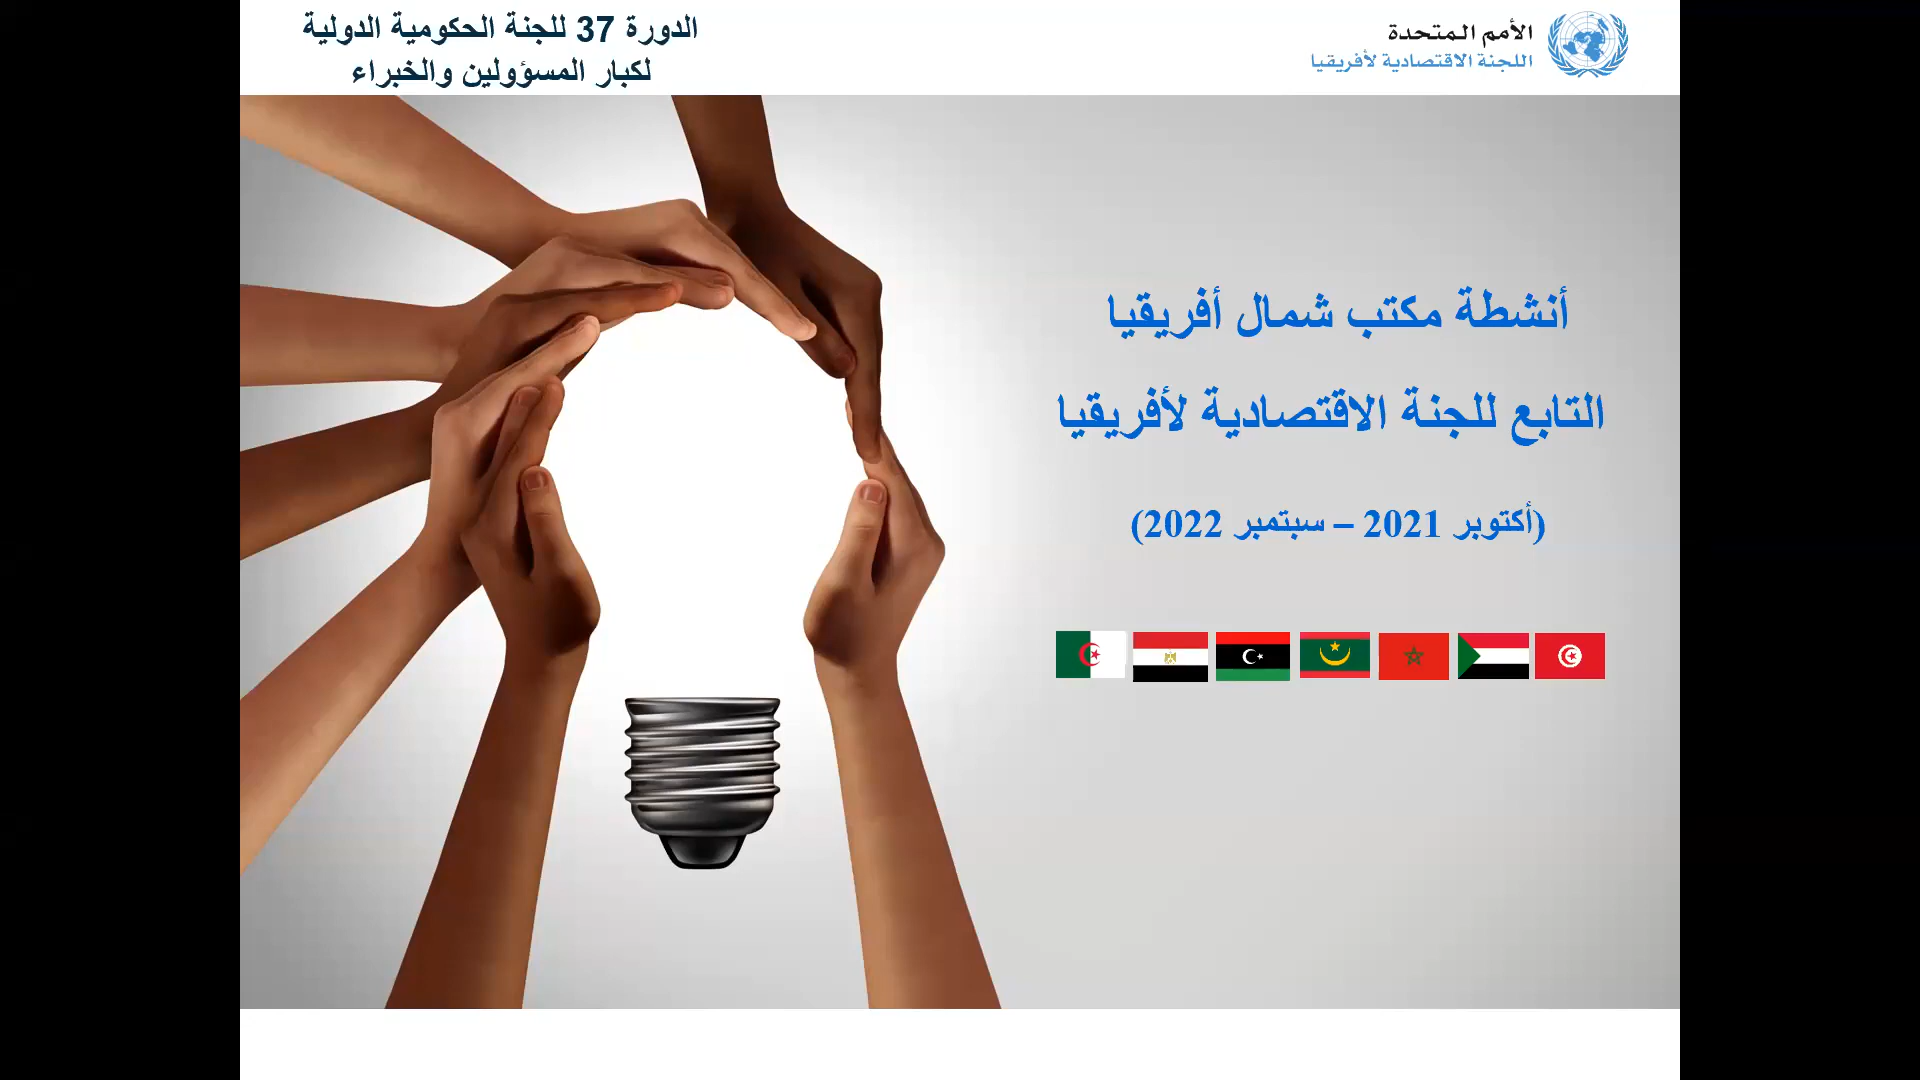 الأمم المتحدة
اللجنة الاقتصادية لأفريقيا
الدورة 37 للجنة الحكومية الدولية
لكبار المسؤولين والخبراء
أنشطة مكتب شمال أفريقيا
التابع للجنة الاقتصادية لأفريقيا
(أكتوبر 2021 – سبتمبر 2022)